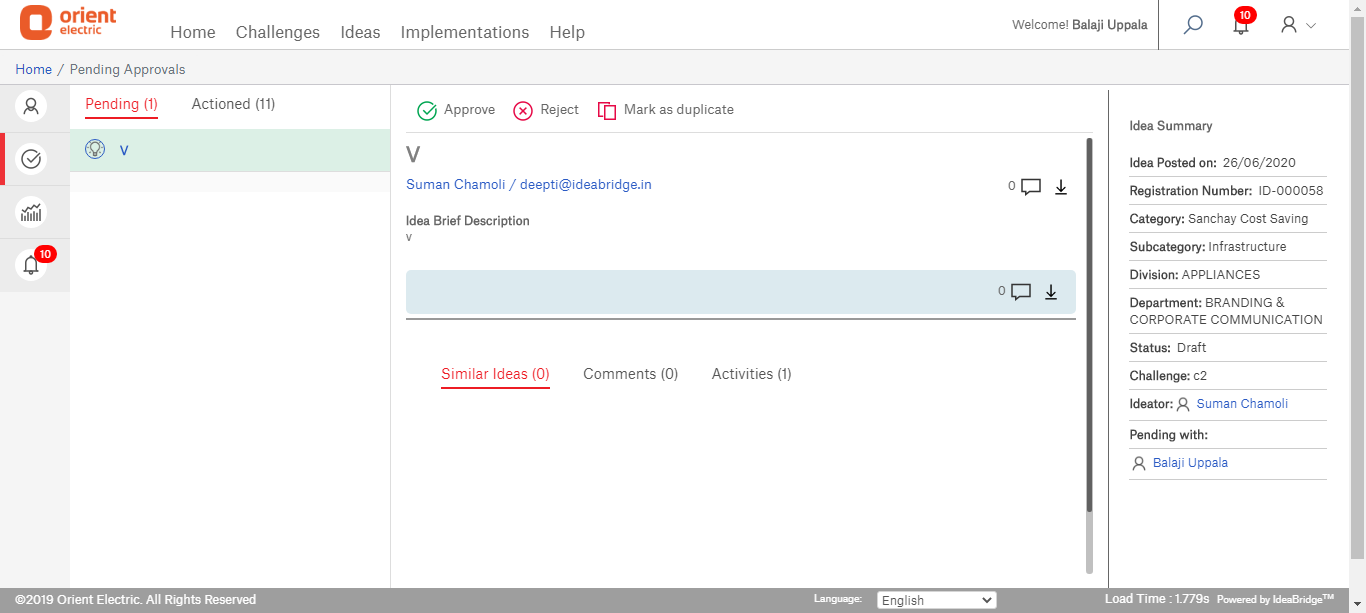 orient
electric
Home Challenges Ideas Implementations Help
Welcome! Balaji Uppala
10
Home / Pending Approvals
Pending (1) Actioned (11)
V
10
Approve Reject Mark as duplicate
V
Suman Chamoli / deepti@ideabridge.in
0
Idea Brief Description
v
0
Similar Ideas (0) Comments (0) Activities (1)
Idea Summary
Idea Posted on: 26/06/2020
Registration Number: ID-000058
Category: Sanchay Cost Saving
Subcategory: Infrastructure
Division: APPLIANCES
Department: BRANDING &
CORPORATE COMMUNICATION
Status: Draft
Challenge: c2
Ideator: Suman Chamoli
Pending with:
Balaji Uppala
©2019 Orient Electric. All Rights Reserved
Language: English
Load Time : 1.779s Powered by IdeaBridge™